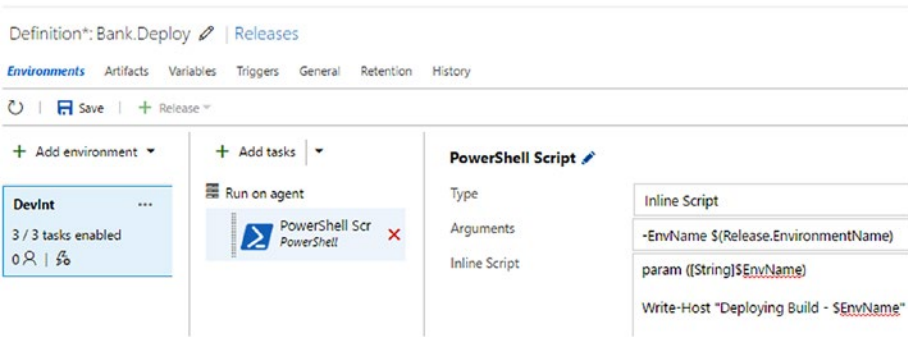 Definition*: Bank.Deploy | Releases
Environments Artifacts Variables Triggers General Retention History
Save | + Release
+ Add environment
+ Add tasks
DevInt ...
3 / 3 tasks enabled
0
Run on agent
PowerShell Scr
PowerShell
PowerShell Script
Type
Inline Script
Arguments
-EnvName $(Release.EnvironmentName)
Inline Script
param ([String]$EnvName)
Write-Host "Deploying Build - $EnvName"